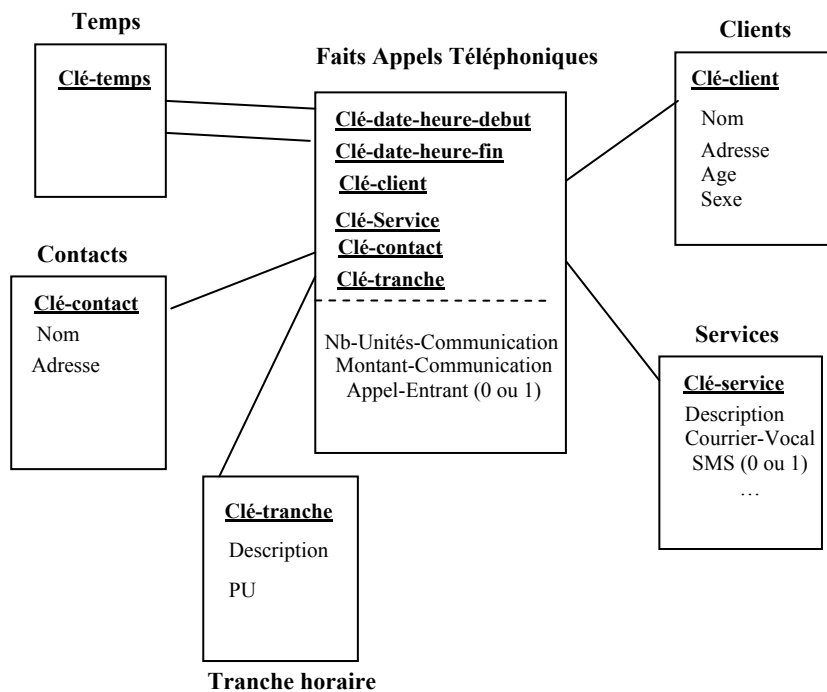 Temps
Clé-temps
Faits Appels Téléphoniques
Clé-date-heure-debut
Clé-date-heure-fin
Clé-client
Clé-Service
Clé-contact
Clé-tranche
Nb-Unités-Communication
Montant-Communication
Appel-Entrant (0 ou 1)
Clients
Clé-client
Nom
Adresse
Age
Sexe
Contacts
Clé-contact
Nom
Adresse
Services
Clé-service
Description
Courrier-Vocal
SMS (0 ou 1)
…
Clé-tranche
Description
PU
Tranche horaire